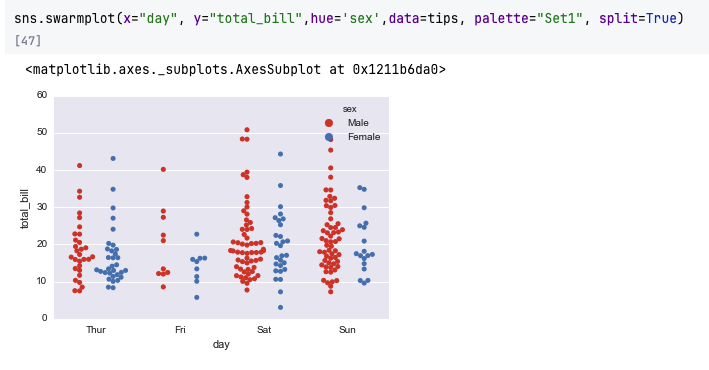 sns.swarmplot(x="day", y="total_bill",hue='sex',data=tips, palette="Set1", split=True)
[47]
<matplotlib.axes._subplots.AxesSubplot at 0x1211b6da0>
60
50
40
30
20
10
0
total_bill
sex
Male
Female
Thur Fri Sat Sun
day